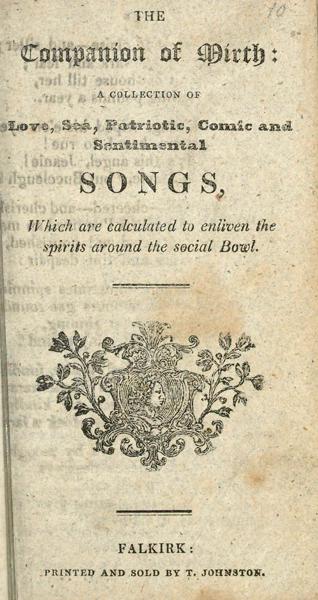 10
THE
Companion of Mirth:
A COLLECTION OF
Love, Sea, Patriotic, Comic and
Sentimental
SONGS,
Which are calculated to enliven the
spirits around the social Bowl.
FALKIRK:
PRINTED AND SOLD BY T. JOHNSTON.